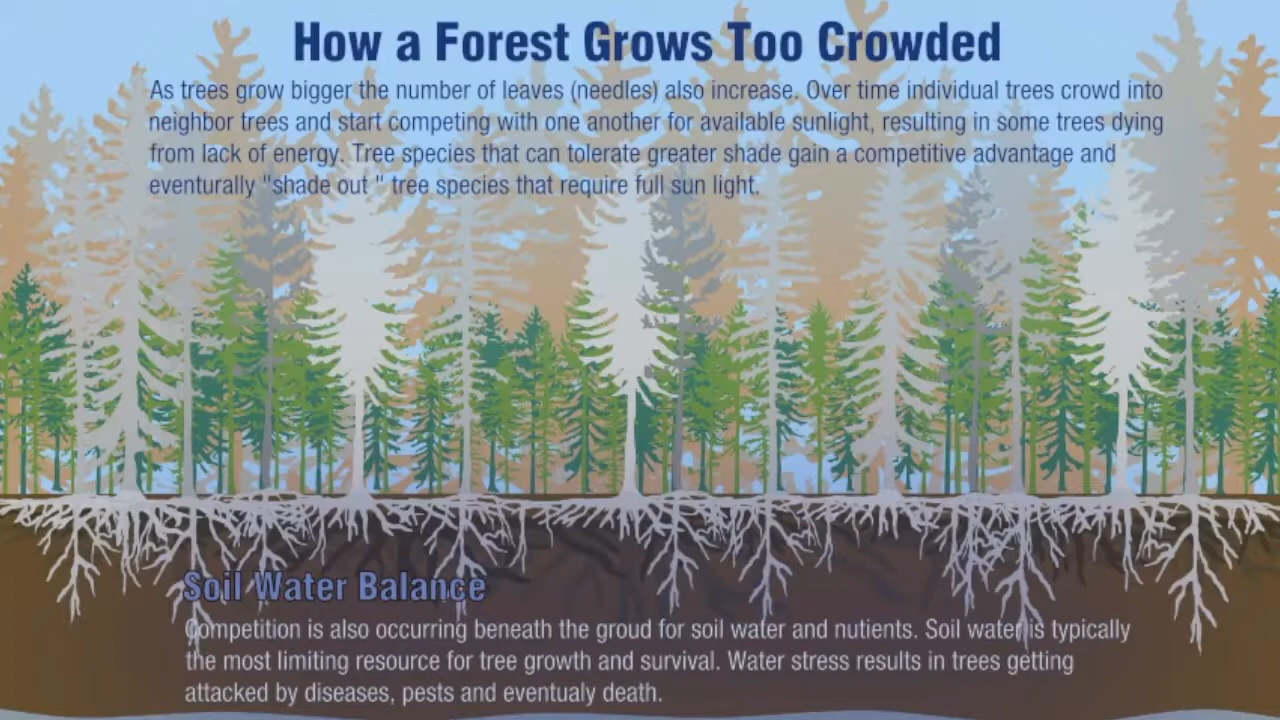 How a Forest Grows Too Crowded
As trees grow bigger the number of leaves (needles) also increase. Over time individual trees crowd into
neighbor trees and start competing with one another for available sunlight, resulting in some trees dying
from lack of energy. Tree species that can tolerate greater shade gain a competitive advantage and
eventurally "shade out " tree species that require full sun light.
Soil Water Balance
Competition is also occurring beneath the groud for soil water and nutients. Soil water is typically
the most limiting resource for tree growth and survival. Water stress results in trees getting
attacked by diseases, pests and eventualy death.